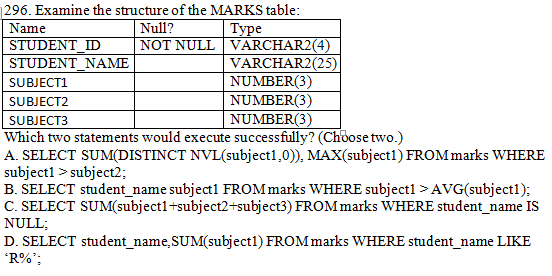 296. Examine the structure of the MARKS table:
Name Null? Type
STUDENT_ID NOT NULL VARCHAR2(4)
STUDENT_NAME VARCHAR2(25)
SUBJECT1 NUMBER(3)
SUBJECT2 NUMBER(3)
SUBJECT3 NUMBER(3)
Which two statements would execute successfully? (Choose two.)
A. SELECT SUM(DISTINCT NVL(subject1,0)), MAX(subject1) FROM marks WHERE
subject1 > subject2;
B. SELECT student_name subject1 FROM marks WHERE subject1 > AVG(subject1);
C. SELECT SUM(subject1+subject2+subject3) FROM marks WHERE student_name IS
NULL;
D. SELECT student_name,SUM(subject1) FROM marks WHERE student_name LIKE
‘R%’;